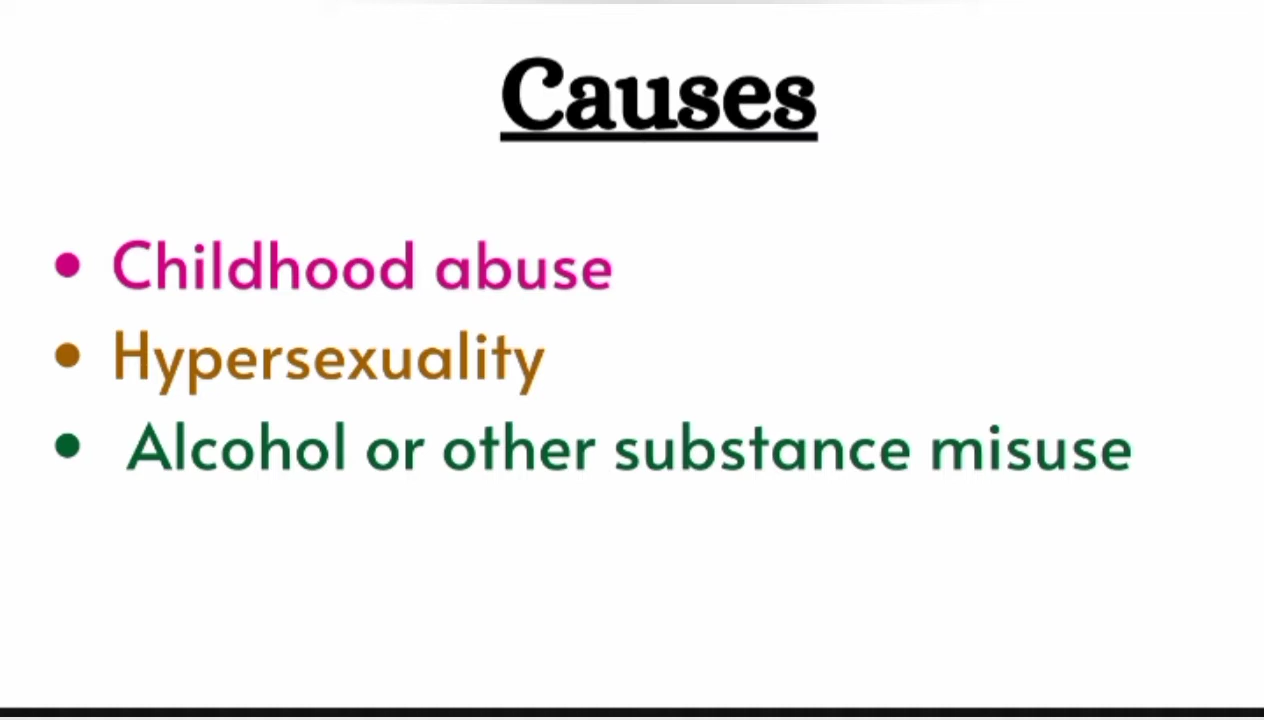 Causes
• Childhood abuse
• Hypersexuality
• Alcohol or other substance misuse